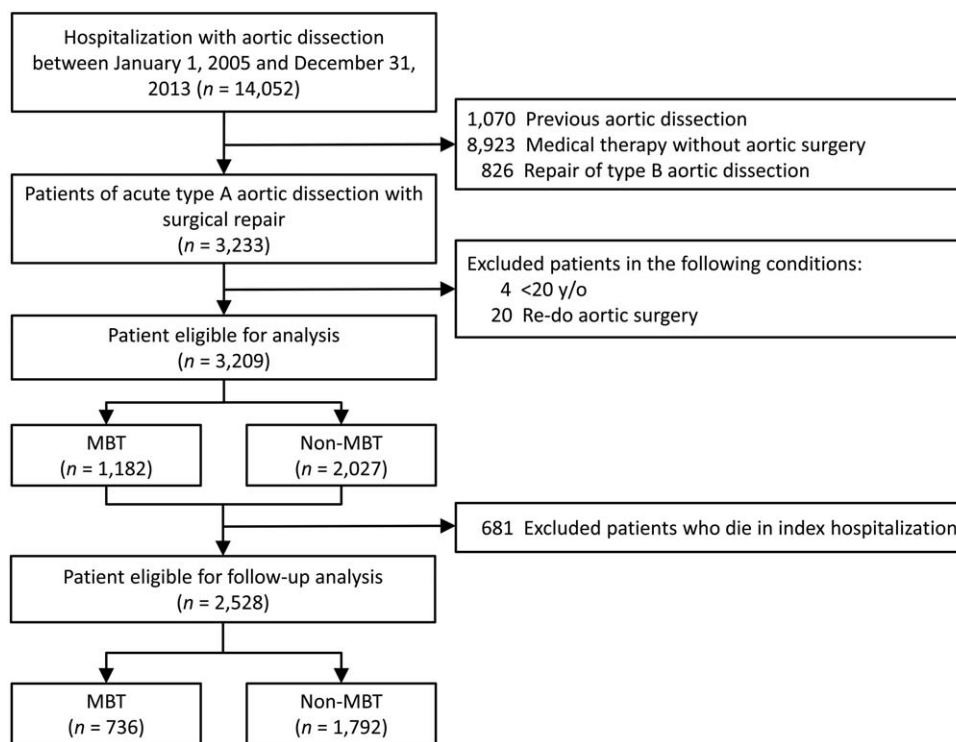 Hospitalization with aortic dissection
between January 1, 2005 and December 31,
2013 (n = 14,052)
1,070 Previous aortic dissection
8,923 Medical therapy without aortic surgery
826 Repair of type B aortic dissection
Patients of acute type A aortic dissection with
surgical repair
(n = 3,233)
Excluded patients in the following conditions:
4 <20 y/o
20 Re-do aortic surgery
Patient eligible for analysis
(n = 3,209)
MBT
(n = 1,182)
Non-MBT
(n = 2,027)
681 Excluded patients who die in index hospitalization
Patient eligible for follow-up analysis
(n = 2,528)
MBT
(n = 736)
Non-MBT
(n = 1,792)